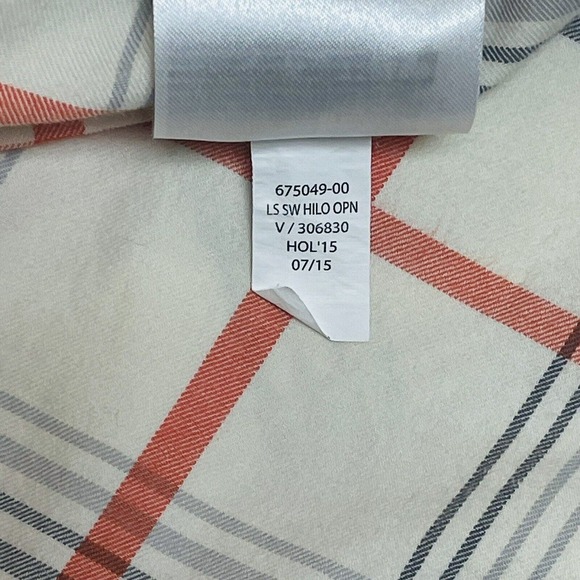 675049-00
LS SW HILO OPN
V / 306830
HOL'15
07/15